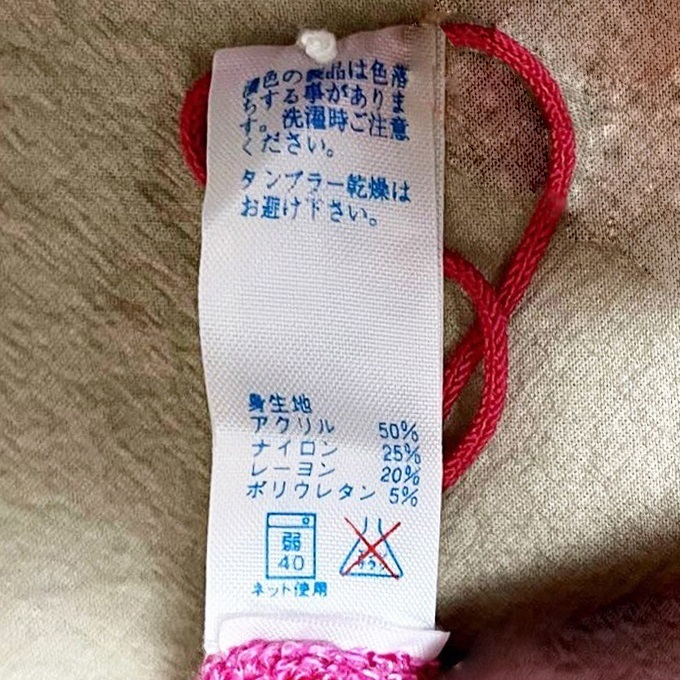 濃色の製品は色落
ちする事がありま
す。洗濯時ご注意
ください。
タンブラー乾燥は
お避け下さい。
身生地
アクリル 50%
ナイロン 25%
レーヨン 20%
ポリウレタン 5%
弱
40
ネット使用